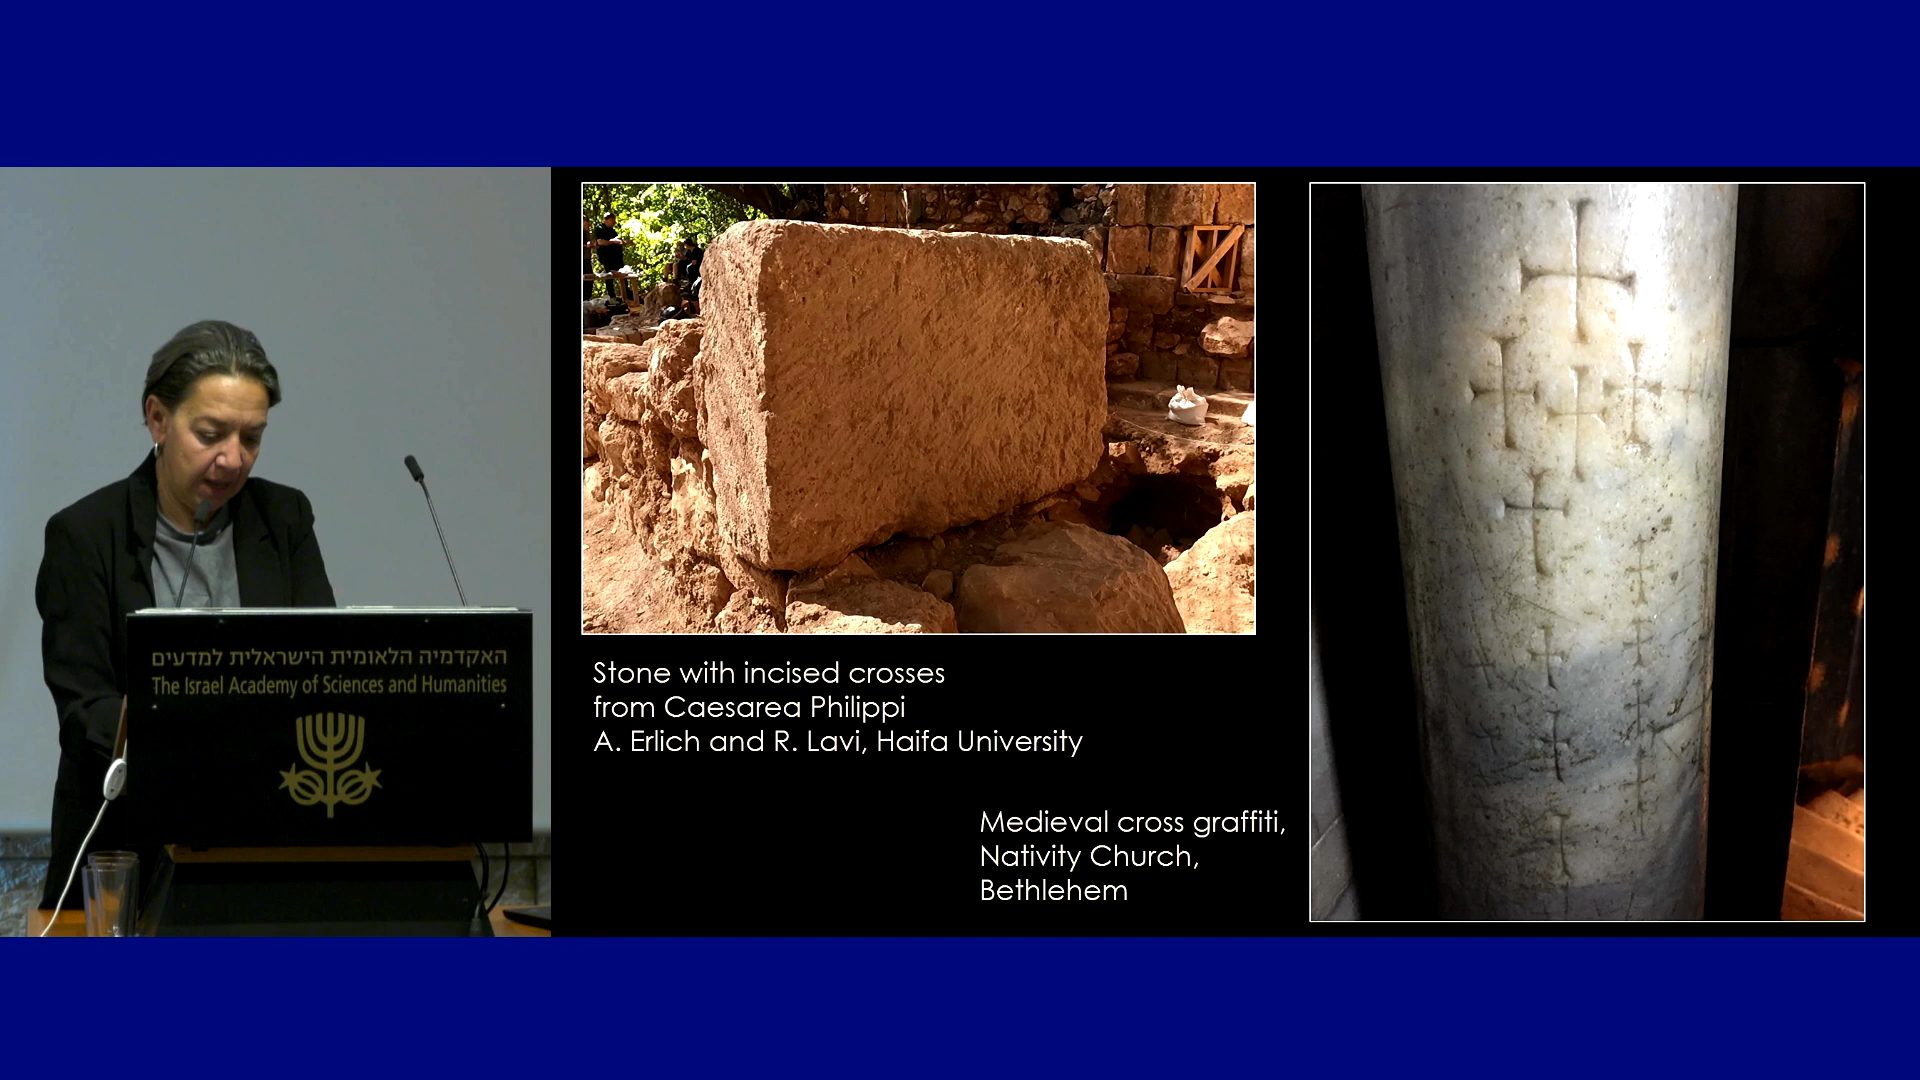 האקדמיה הלאומית הישראלית למדעים
The Israel Academy of Sciences and Humanities
Stone with incised crosses
from Caesarea Philippi
A. Erlich and R. Lavi, Haifa University
Medieval cross graffiti,
Nativity Church,
Bethlehem